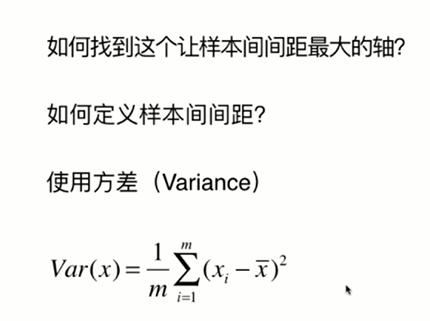 如何找到这个让样本间间距最大的轴?
如何定义样本间间距?
使用方差（Variance）
Var(x) = \frac{1}{m} \sum_{i=1}^{m} (x_i - \overline{x})^2